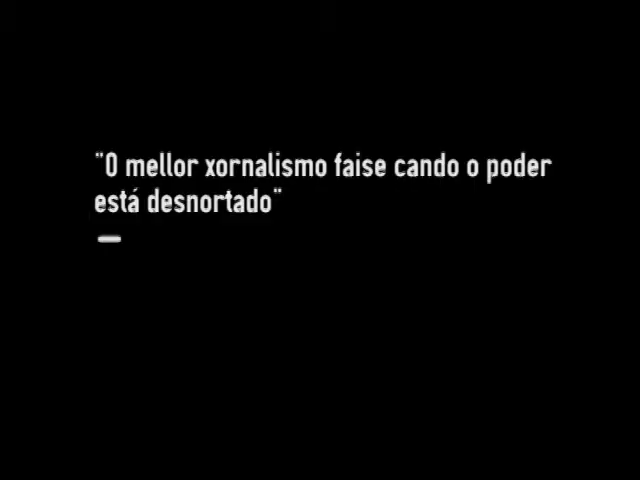 "O mellor xornalismo faise cando o poder
está desnortado"